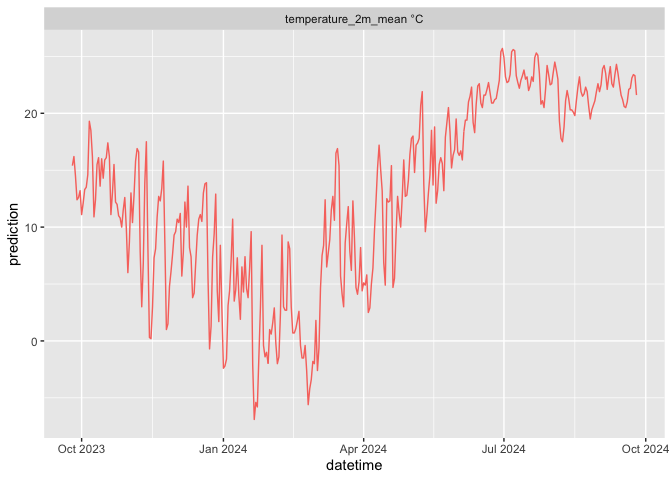 temperature_2m_mean °C
prediction
20
10
0
Oct 2023
Jan 2024
Apr 2024
Jul 2024
Oct 2024
datetime